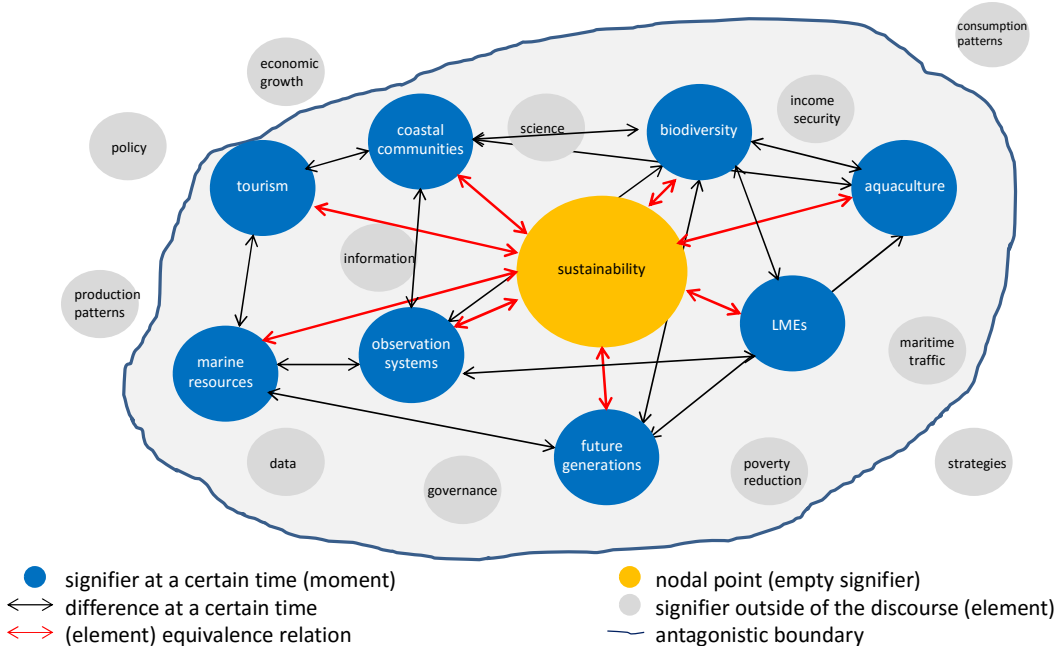 consumption
patterns
economic
growth
policy
coastal
communities
science
biodiversity
income
security
tourism
aquaculture
information
sustainability
production
patterns
LMEs
marine
resources
observation
systems
maritime
traffic
data
governance
future
generations
poverty
reduction
strategies
signifier at a certain time (moment)
difference at a certain time
(element) equivalence relation
nodal point (empty signifier)
signifier outside of the discourse (element)
antagonistic boundary